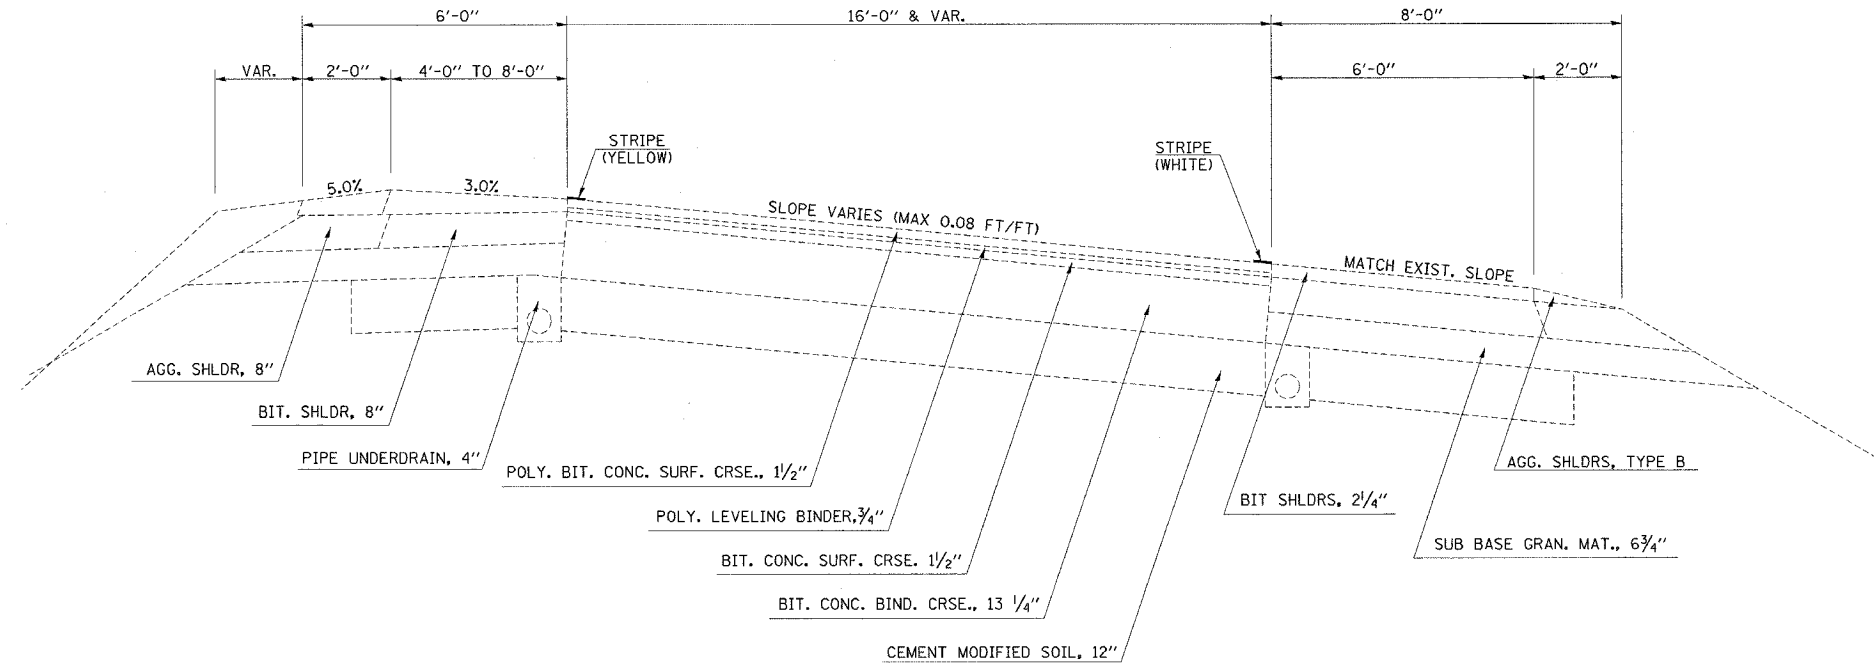 6'-0"
16'-0" & VAR.
8'-0"
VAR.
2'-0"
4'-0" TO 8'-0"
6'-0"
2'-0"
STRIPE
(YELLOW)
STRIPE
(WHITE)
5.0%
3.0%
SLOPE VARIES (MAX 0.08 FT/FT)
MATCH EXIST. SLOPE
AGG. SHLDR, 8"
BIT. SHLDR, 8"
PIPE UNDERDRAIN, 4"
POLY. BIT. CONC. SURF. CRSE., 1½"
POLY. LEVELING BINDER,¾"
BIT. CONC. SURF. CRSE. 1½"
BIT. CONC. BIND. CRSE., 13 ¼"
CEMENT MODIFIED SOIL, 12"
AGG. SHLDRS, TYPE B
BIT SHLDRS, 2¼"
SUB BASE GRAN. MAT., 6¾"